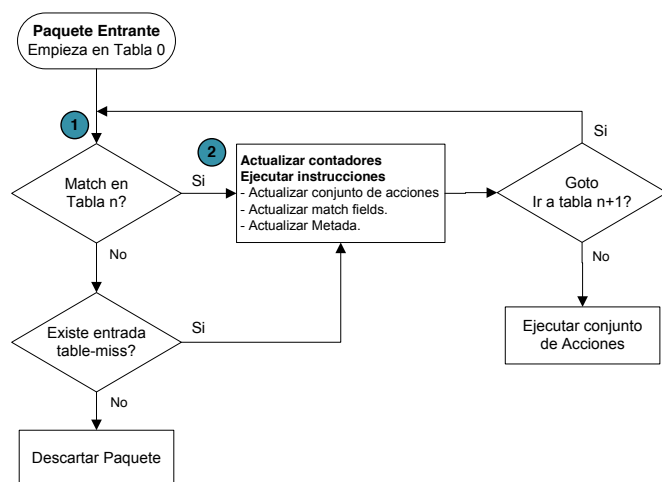 Paquete Entrante
Empieza en Tabla 0
1
2
Si
Match en
Tabla n?
Si
Actualizar contadores
Ejecutar instrucciones
- Actualizar conjunto de acciones
- Actualizar match fields.
- Actualizar Metada.
Goto
Ir a tabla n+1?
No
No
Existe entrada
table-miss?
Si
Ejecutar conjunto
de Acciones
No
Descartar Paquete